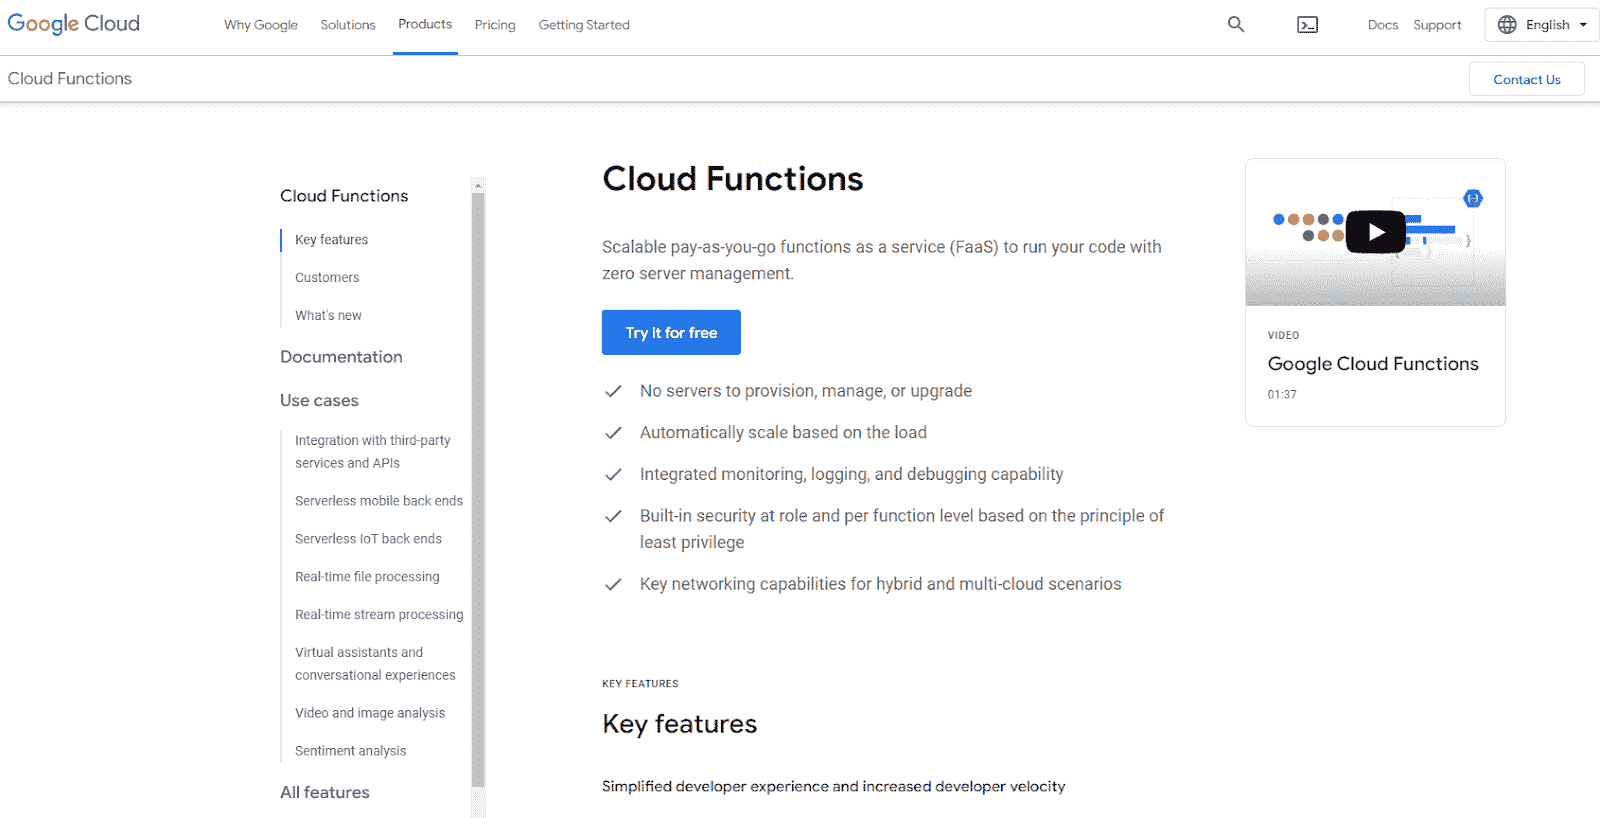 Google Cloud
Why Google
Solutions
Products
Pricing
Getting Started
Docs
Support
English
Cloud Functions
Contact Us
Cloud Functions
Key features
Customers
What's new
Documentation
Use cases
Integration with third-party
services and APIs
Serverless mobile back ends
Serverless IoT back ends
Real-time file processing
Real-time stream processing
Virtual assistants and
conversational experiences
Video and image analysis
Sentiment analysis
All features
Cloud Functions
Scalable pay-as-you-go functions as a service (FaaS) to run your code with
zero server management.
Try it for free
No servers to provision, manage, or upgrade
Automatically scale based on the load
Integrated monitoring, logging, and debugging capability
Built-in security at role and per function level based on the principle of
least privilege
Key networking capabilities for hybrid and multi-cloud scenarios
KEY FEATURES
Key features
Simplified developer experience and increased developer velocity
VIDEO
Google Cloud Functions
01:37